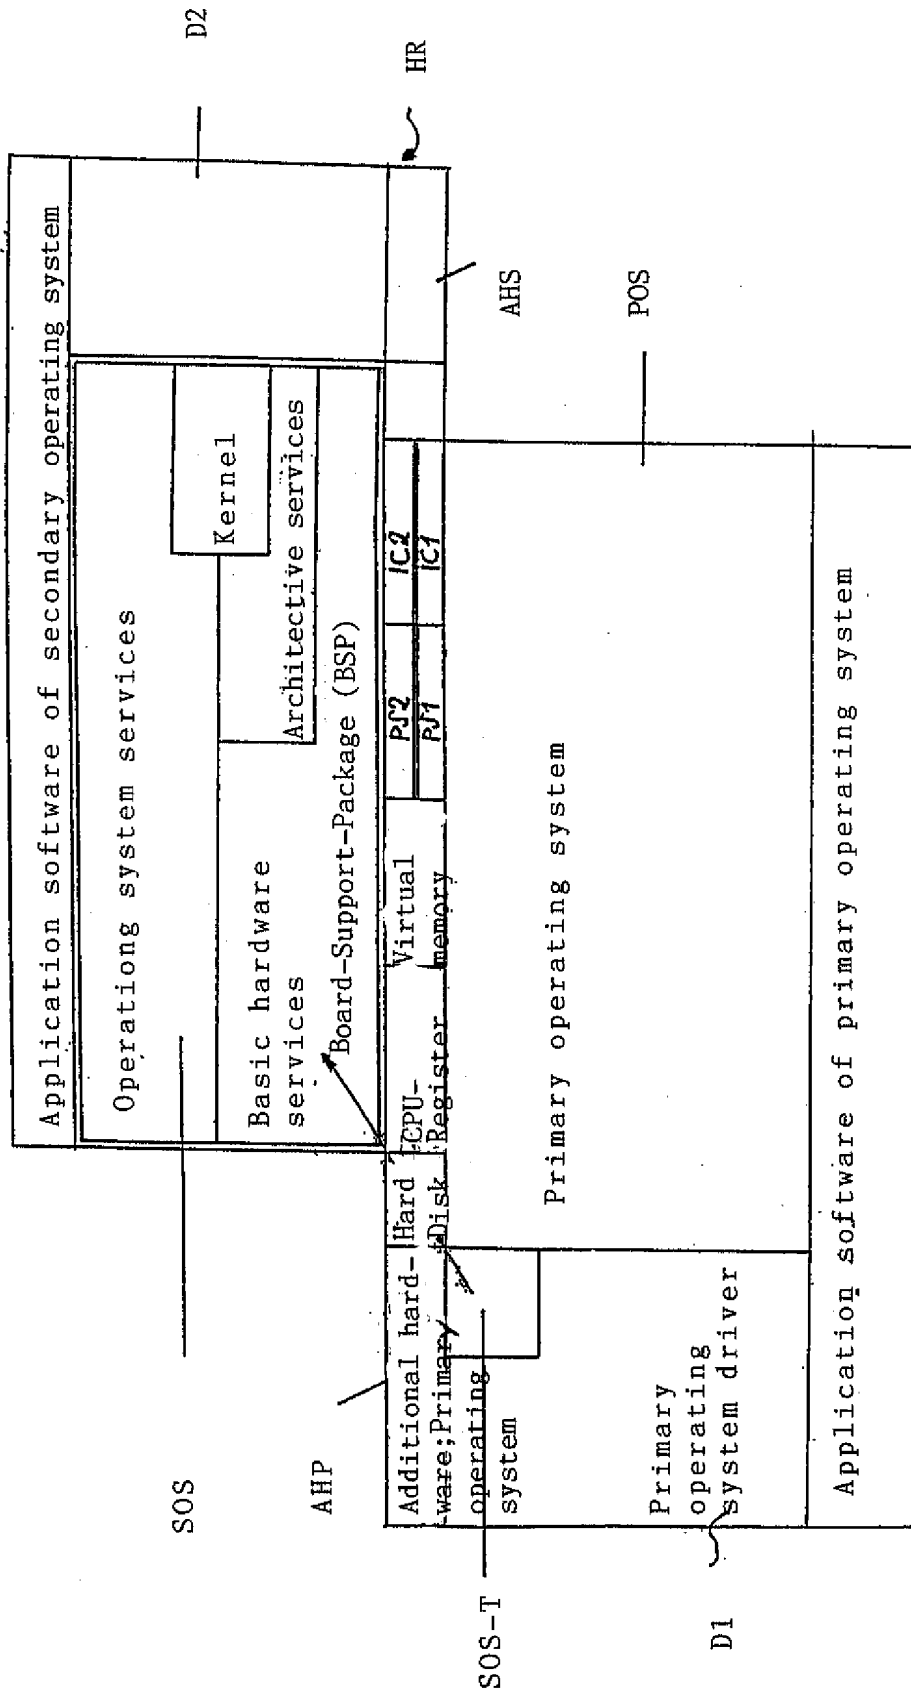 D2
HR
Application software of secondary operating system
Operationg system services
Kernel
Basic hardware
services
Architective services
Board-Support-Package (BSP)
SOS
AHP
AHS
POS
Additional hard-
ware;Primary
operating
system
Hard
Disk
CPU-
Register
Virtual
memory
PS2
IC2
PS1
IC1
SOS-T
Primary operating system
Primary
operating
system driver
D1
Application software of primary operating system